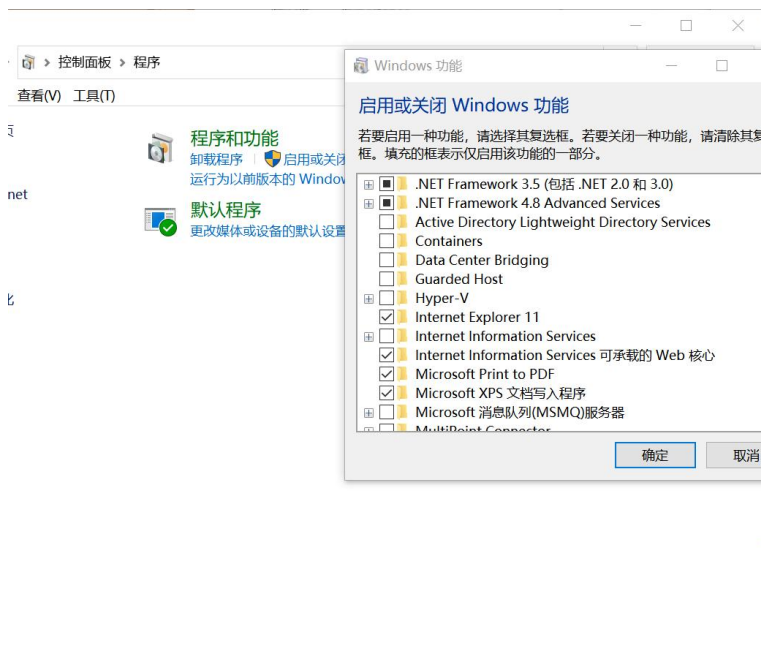 控制面板 > 程序
查看(V) 工具(T)
net
程序和功能
卸载程序 启用或关闭
运行为以前版本的 Window
默认程序
更改媒体或设备的默认设置
Windows 功能
启用或关闭 Windows 功能
若要启用一种功能，请选择其复选框。若要关闭一种功能，请清除其复
框。填充的框表示仅启用该功能的一部分。
.NET Framework 3.5 (包括 .NET 2.0 和 3.0)
.NET Framework 4.8 Advanced Services
Active Directory Lightweight Directory Services
Containers
Data Center Bridging
Guarded Host
Hyper-V
Internet Explorer 11
Internet Information Services
Internet Information Services 可承载的 Web 核心
Microsoft Print to PDF
Microsoft XPS 文档写入程序
Microsoft 消息队列(MSMQ)服务器
MultiPoint Connector
确定
取消